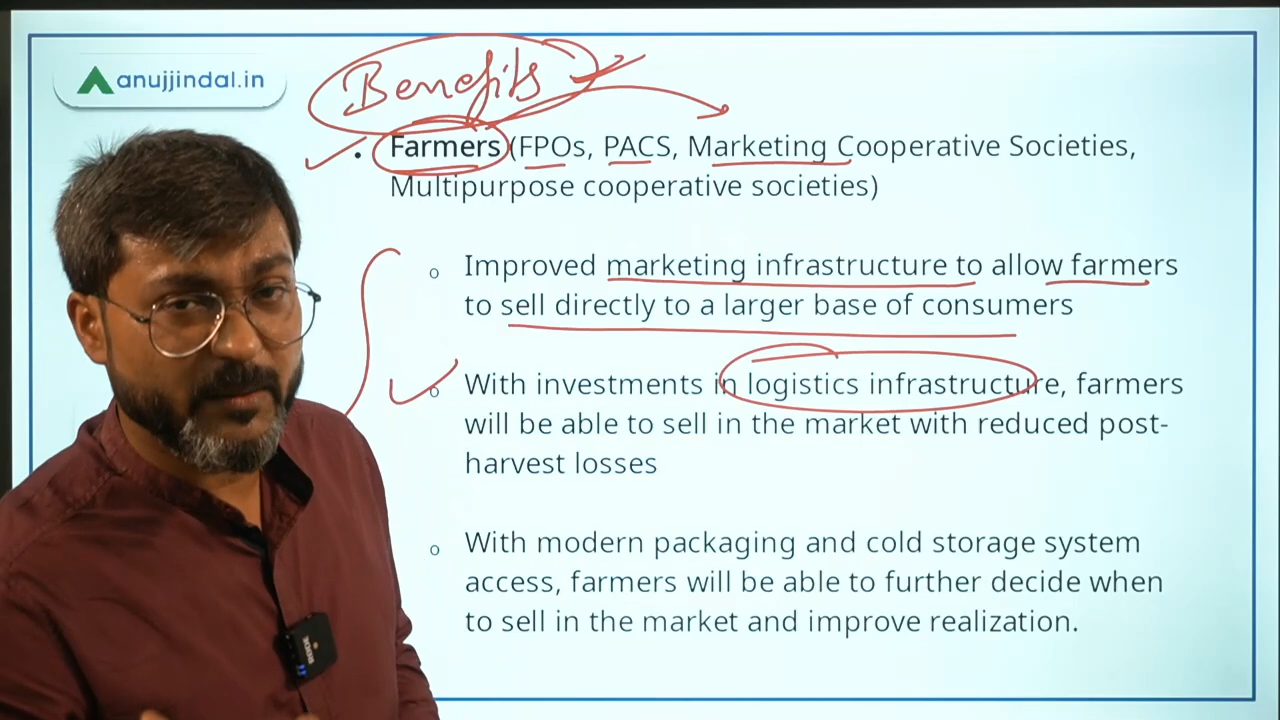 anujjindal.in
Benefits
• Farmers (FPOs, PACS, Marketing Cooperative Societies,
Multipurpose cooperative societies)
o Improved marketing infrastructure to allow farmers
to sell directly to a larger base of consumers
o With investments in logistics infrastructure, farmers
will be able to sell in the market with reduced post-
harvest losses
o With modern packaging and cold storage system
access, farmers will be able to further decide when
to sell in the market and improve realization.
RODE